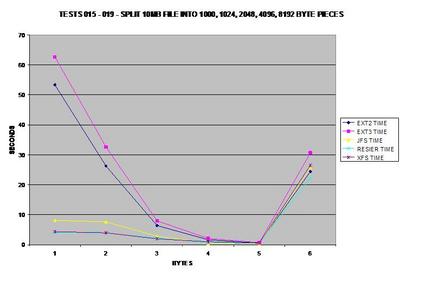 TESTS 015 - 019 - SPLIT 10MB FILE INTO 1000, 1024, 2048, 4096, 8192 BYTE PIECES
70
60
50
40
30
20
10
0
SECONDS
1 2 3 4 5 6
BYTES
EXT2 TIME
EXT3 TIME
JFS TIME
RESIER TIME
XFS TIME